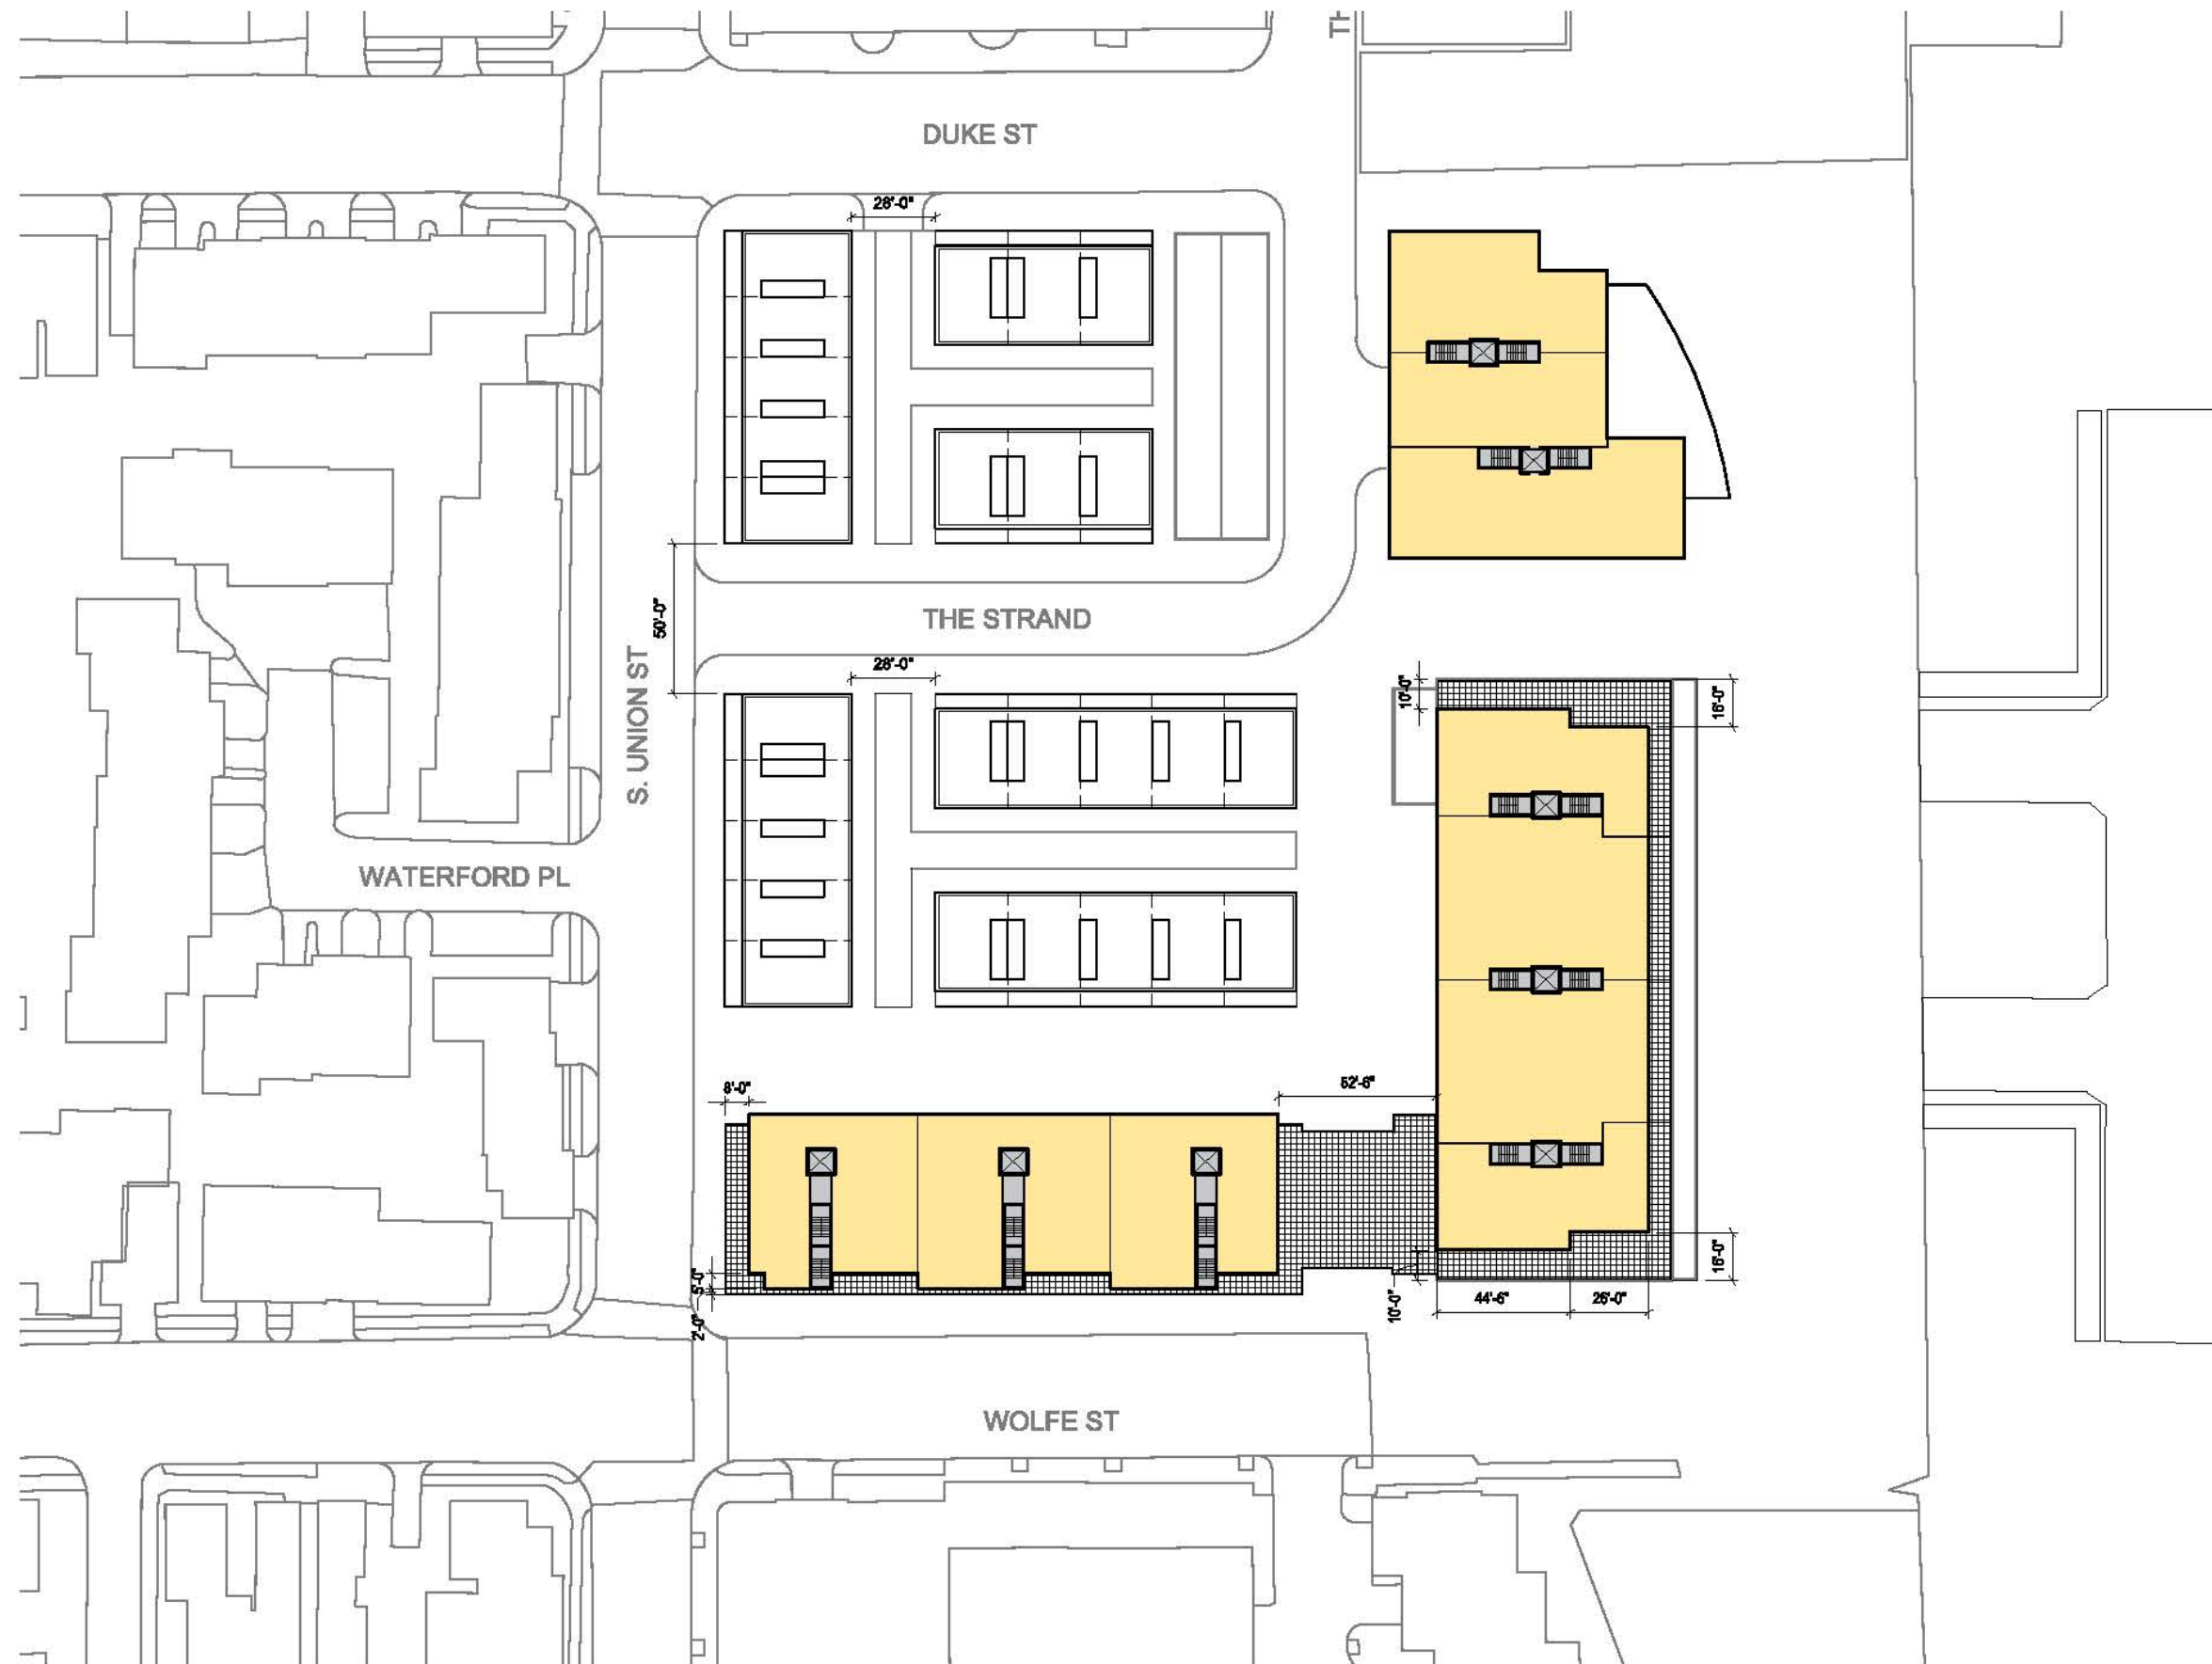 TH
DUKE ST
28'-0"
50'-0"
THE STRAND
S. UNION ST
28'-0"
10'-0"
16'-0"
WATERFORD PL
8'-0"
52'-6"
5'-0"
2'-0"
10'-0"
16'-0"
44'-6"
26'-0"
WOLFE ST